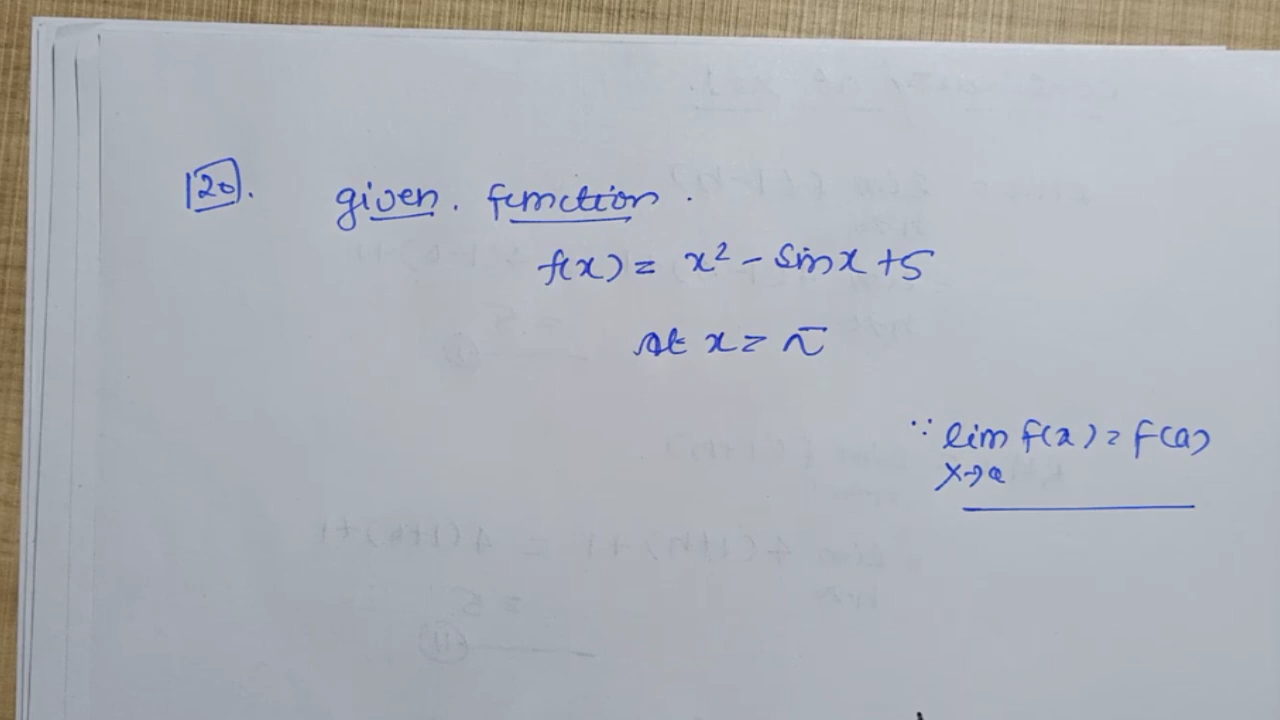 20. given. function.
f(x) = x² - sinx +5
At x = π
∵ lim f(x) = f(a)
x→a